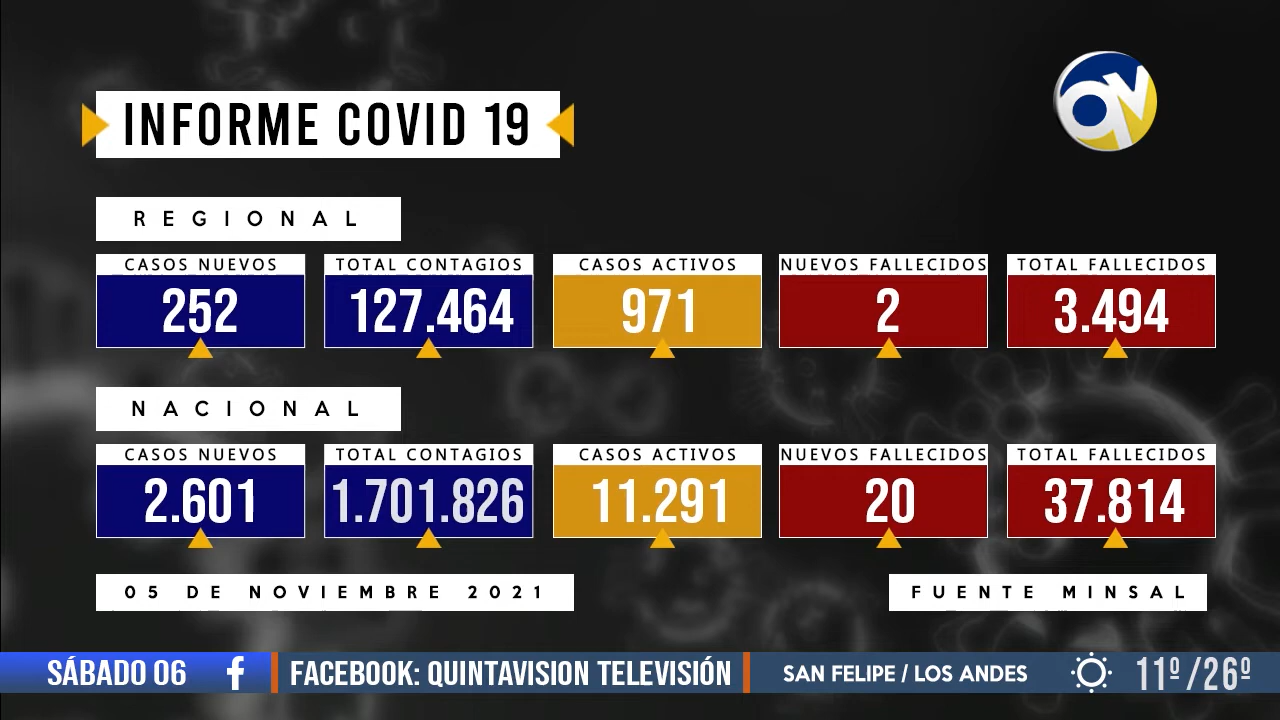 INFORME COVID 19
REGIONAL
CASOS NUEVOS TOTAL CONTAGIOS CASOS ACTIVOS NUEVOS FALLECIDOS TOTAL FALLECIDOS
252 127.464 971 2 3.494
NACIONAL
CASOS NUEVOS TOTAL CONTAGIOS CASOS ACTIVOS NUEVOS FALLECIDOS TOTAL FALLECIDOS
2.601 1.701.826 11.291 20 37.814
05 DE NOVIEMBRE 2021 FUENTE MINSAL
SÁBADO 06 f FACEBOOK: QUINTAVISION TELEVISIÓN SAN FELIPE / LOS ANDES 11º/26º